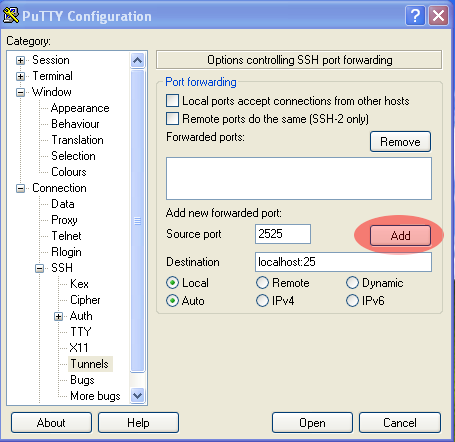 PuTTY Configuration
Category:
Session
Terminal
Window
Appearance
Behaviour
Translation
Selection
Colours
Connection
Data
Proxy
Telnet
Rlogin
SSH
Kex
Cipher
Auth
TTY
X11
Tunnels
Bugs
More bugs
Options controlling SSH port forwarding
Port forwarding
Local ports accept connections from other hosts
Remote ports do the same (SSH-2 only)
Forwarded ports: Remove
Add new forwarded port:
Source port 2525 Add
Destination localhost:25
Local Remote Dynamic
Auto IPv4 IPv6
About Help Open Cancel